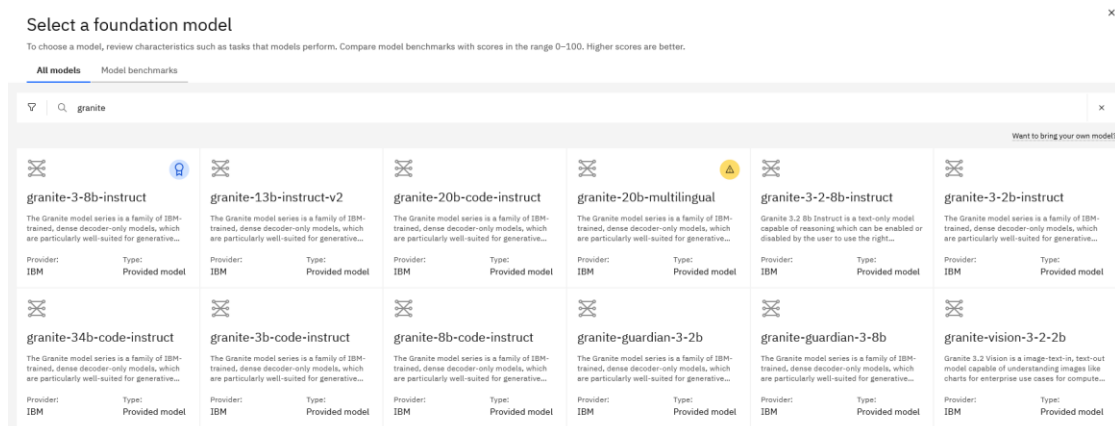 Select a foundation model
To choose a model, review characteristics such as tasks that models perform. Compare model benchmarks with scores in the range 0–100. Higher scores are better.
All models Model benchmarks
granite
Want to bring your own model?
granite-3-8b-instruct
The Granite model series is a family of IBM-
trained, dense decoder-only models, which
are particularly well-suited for generative...
Provider: Type:
IBM Provided model
granite-13b-instruct-v2
The Granite model series is a family of IBM-
trained, dense decoder-only models, which
are particularly well-suited for generative...
Provider: Type:
IBM Provided model
granite-20b-code-instruct
The Granite model series is a family of IBM-
trained, dense decoder-only models, which
are particularly well-suited for generative...
Provider: Type:
IBM Provided model
granite-20b-multilingual
The Granite model series is a family of IBM-
trained, dense decoder-only models, which
are particularly well-suited for generative...
Provider: Type:
IBM Provided model
granite-3-2-8b-instruct
Granite 3.2 8b Instruct is a text-only model
capable of reasoning which can be enabled or
disabled by the user to use the right...
Provider: Type:
IBM Provided model
granite-3-2b-instruct
The Granite model series is a family of IBM-
trained, dense decoder-only models, which
are particularly well-suited for generative...
Provider: Type:
IBM Provided model
granite-34b-code-instruct
The Granite model series is a family of IBM-
trained, dense decoder-only models, which
are particularly well-suited for generative...
Provider: Type:
IBM Provided model
granite-3b-code-instruct
The Granite model series is a family of IBM-
trained, dense decoder-only models, which
are particularly well-suited for generative...
Provider: Type:
IBM Provided model
granite-8b-code-instruct
The Granite model series is a family of IBM-
trained, dense decoder-only models, which
are particularly well-suited for generative...
Provider: Type:
IBM Provided model
granite-guardian-3-2b
The Granite model series is a family of IBM-
trained, dense decoder-only models, which
are particularly well-suited for generative...
Provider: Type:
IBM Provided model
granite-guardian-3-8b
The Granite model series is a family of IBM-
trained, dense decoder-only models, which
are particularly well-suited for generative...
Provider: Type:
IBM Provided model
granite-vision-3-2-2b
Granite 3.2 Vision is a image-text-in, text-out
model capable of understanding images like
charts for enterprise use cases for compute...
Provider: Type:
IBM Provided model